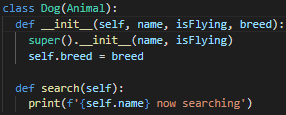 class Dog(Animal):
    def __init__(self, name, isFlying, breed):
        super().__init__(name, isFlying)
        self.breed = breed

    def search(self):
        print(f'{self.name} now searching')